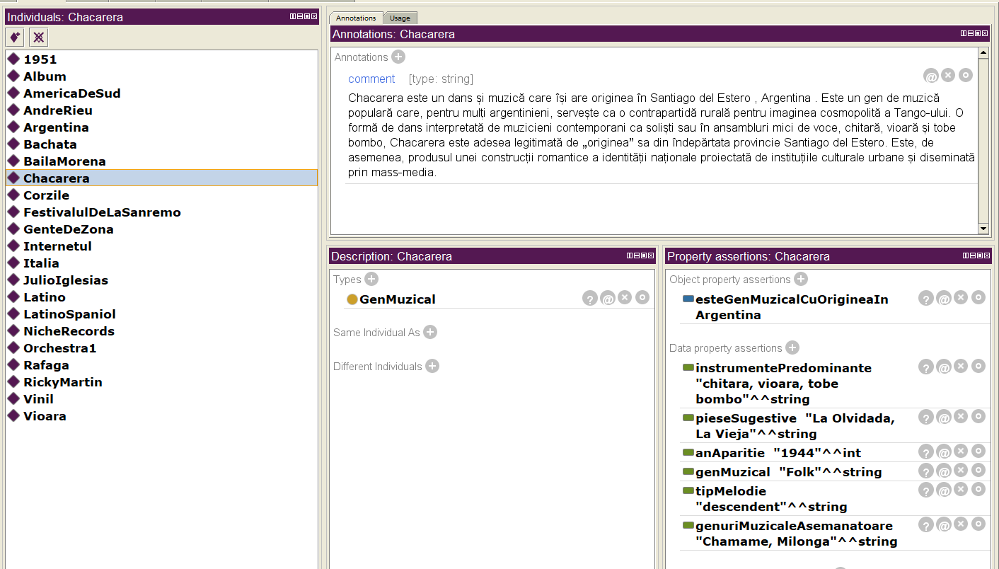 Individuals: Chacarera
1951
Album
AmericaDeSud
AndreRieu
Argentina
Bachata
BailaMorena
Chacarera
Corzile
FestivalulDeLaSanremo
GenteDeZona
Internetul
Italia
JulioIglesias
Latino
LatinoSpaniol
NicheRecords
Orchestra1
Rafaga
RickyMartin
Vinil
Vioara
Annotations Usage
Annotations: Chacarera
Annotations
comment [type: string]
Chacarera este un dans și muzică care își are originea în Santiago del Estero , Argentina . Este un gen de muzică
populară care, pentru mulți argentinieni, servește ca o contrapartidă rurală pentru imaginea cosmopolită a Tango-ului. O
formă de dans interpretată de muzicieni contemporani ca soliști sau în ansambluri mici de voce, chitară, vioară și tobe
bombo, Chacarera este adesea legitimată de „originea” sa din îndepărtata provincie Santiago del Estero. Este, de
asemenea, produsul unei construcții romantice a identității naționale proiectată de instituțiile culturale urbane și diseminată
prin mass-media.
Description: Chacarera
Types
GenMuzical
Same Individual As
Different Individuals
Property assertions: Chacarera
Object property assertions
esteGenMuzicalCuOrigineaIn
Argentina
Data property assertions
instrumentePredominante
"chitara, vioara, tobe
bombo"^^string
pieseSugestive "La Olvidada,
La Vieja"^^string
anAparitie "1944"^^int
genMuzical "Folk"^^string
tipMelodie
"descendent"^^string
genuriMuzicaleAsemanatoare
"Chamame, Milonga"^^string